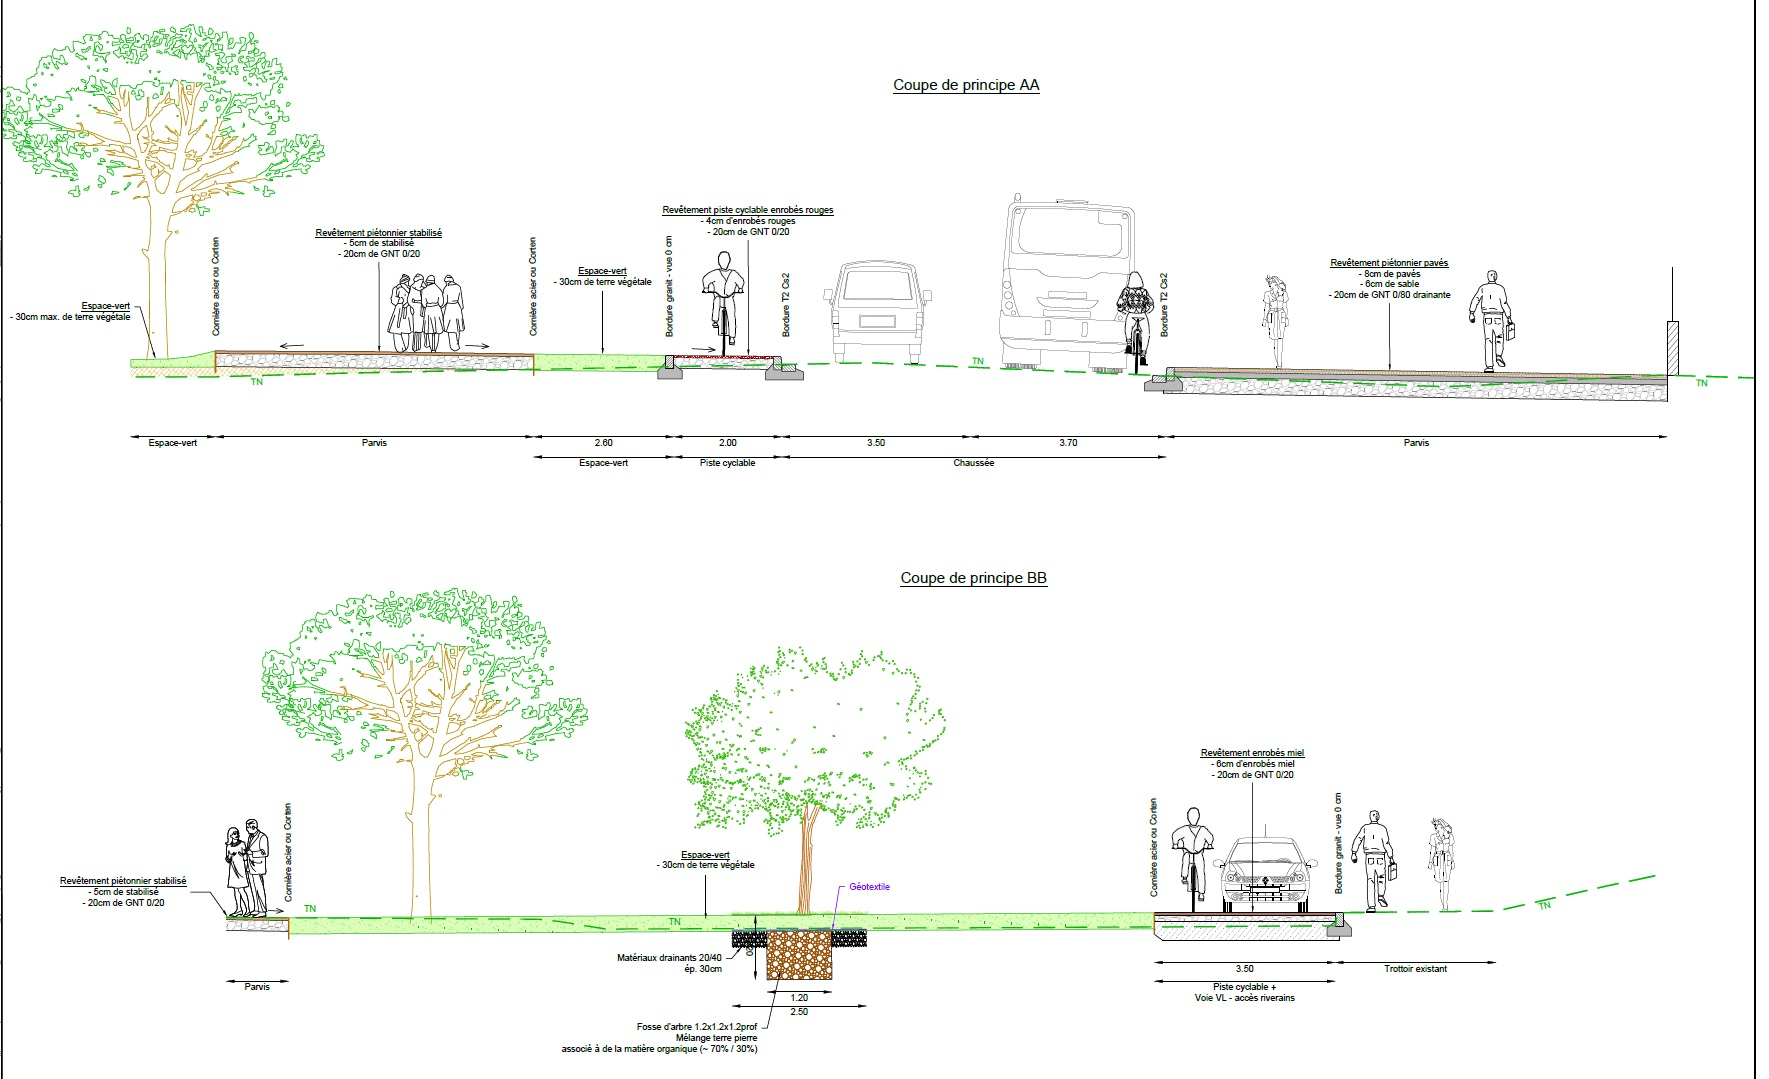 Coupe de principe AA
Revêtement piétonnier stabilisé
- 5cm de stabilisé
- 20cm de GNT 0/20
Revêtement piste cyclable enrobés rouges
- 4cm d'enrobés rouges
- 20cm de GNT 0/20
Espace-vert
- 30cm de terre végétale
Revêtement piétonnier pavés
- 8cm de pavés
- 6cm de sable
- 20cm de GNT 0/80 drainante
Espace-vert
- 30cm max. de terre végétale
Cornière acier ou Corten
Cornière acier ou Corten
Bordure granit - vue 0 cm
Bordure T2 Cs2
Bordure T2 Cs2
TN
TN
TN
Espace-vert
Parvis
2.60
2.00
3.50
3.70
Parvis
Espace-vert
Piste cyclable
Chaussée
Coupe de principe BB
Revêtement enrobés miel
- 6cm d'enrobés miel
- 20cm de GNT 0/20
Cornière acier ou Corten
Cornière acier ou Corten
Bordure granit - vue 0 cm
Espace-vert
- 30cm de terre végétale
Géotextile
Revêtement piétonnier stabilisé
- 5cm de stabilisé
- 20cm de GNT 0/20
TN
TN
TN
Matériaux drainants 20/40
ép. 30cm
3.50
Trottoir existant
Parvis
Piste cyclable +
Voie VL - accès riverains
1.20
2.50
Fosse d'arbre 1.2x1.2x1.2prof
Mélange terre pierre
associé à de la matière organique (~ 70% / 30%)